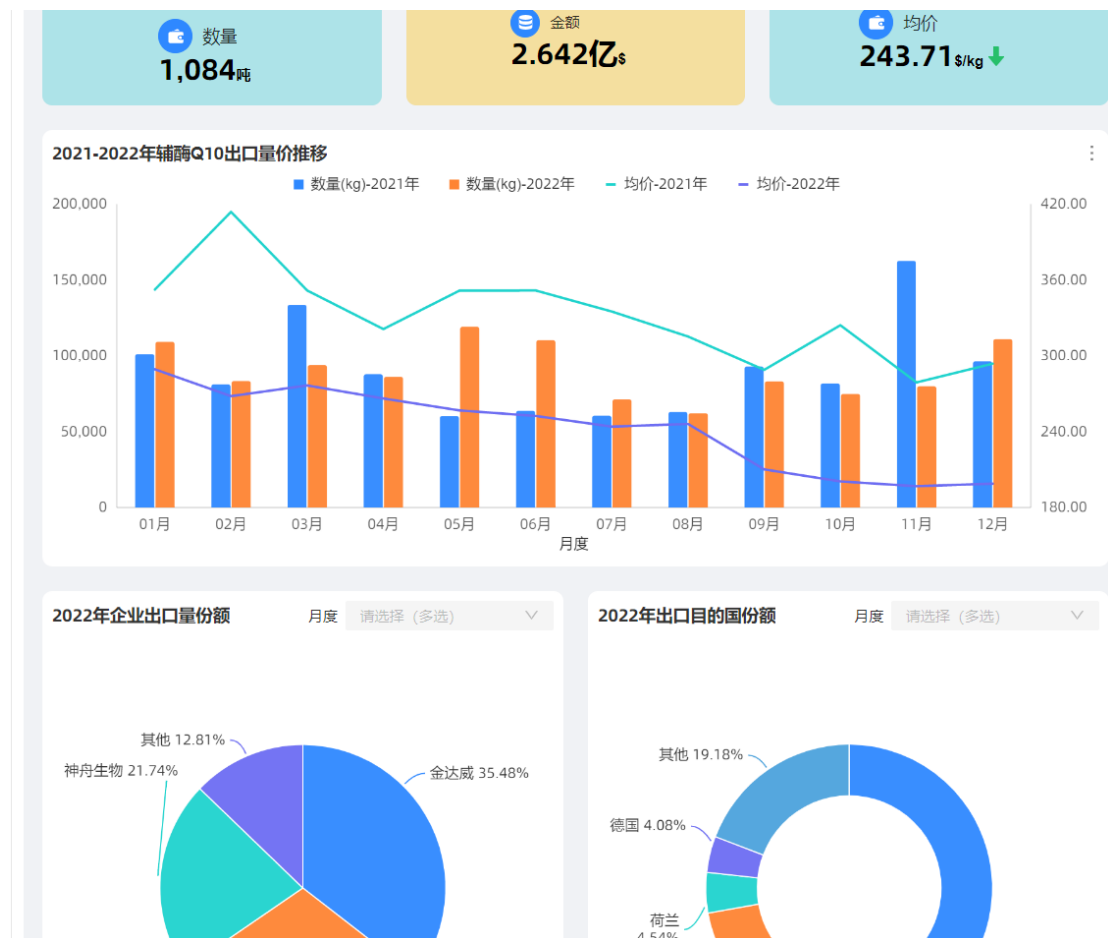 数量
1,084吨
金额
2.642亿$
均价
243.71$/kg
2021-2022年辅酶Q10出口量价推移
数量(kg)-2021年
数量(kg)-2022年
均价-2021年
均价-2022年
200,000
150,000
100,000
50,000
0
420.00
360.00
300.00
240.00
180.00
01月
02月
03月
04月
05月
06月
07月
08月
09月
10月
11月
12月
月度
2022年企业出口量份额
月度
请选择（多选）
其他 12.81%
神舟生物 21.74%
金达威 35.48%
2022年出口目的国份额
月度
请选择（多选）
其他 19.18%
德国 4.08%
荷兰
4.54%